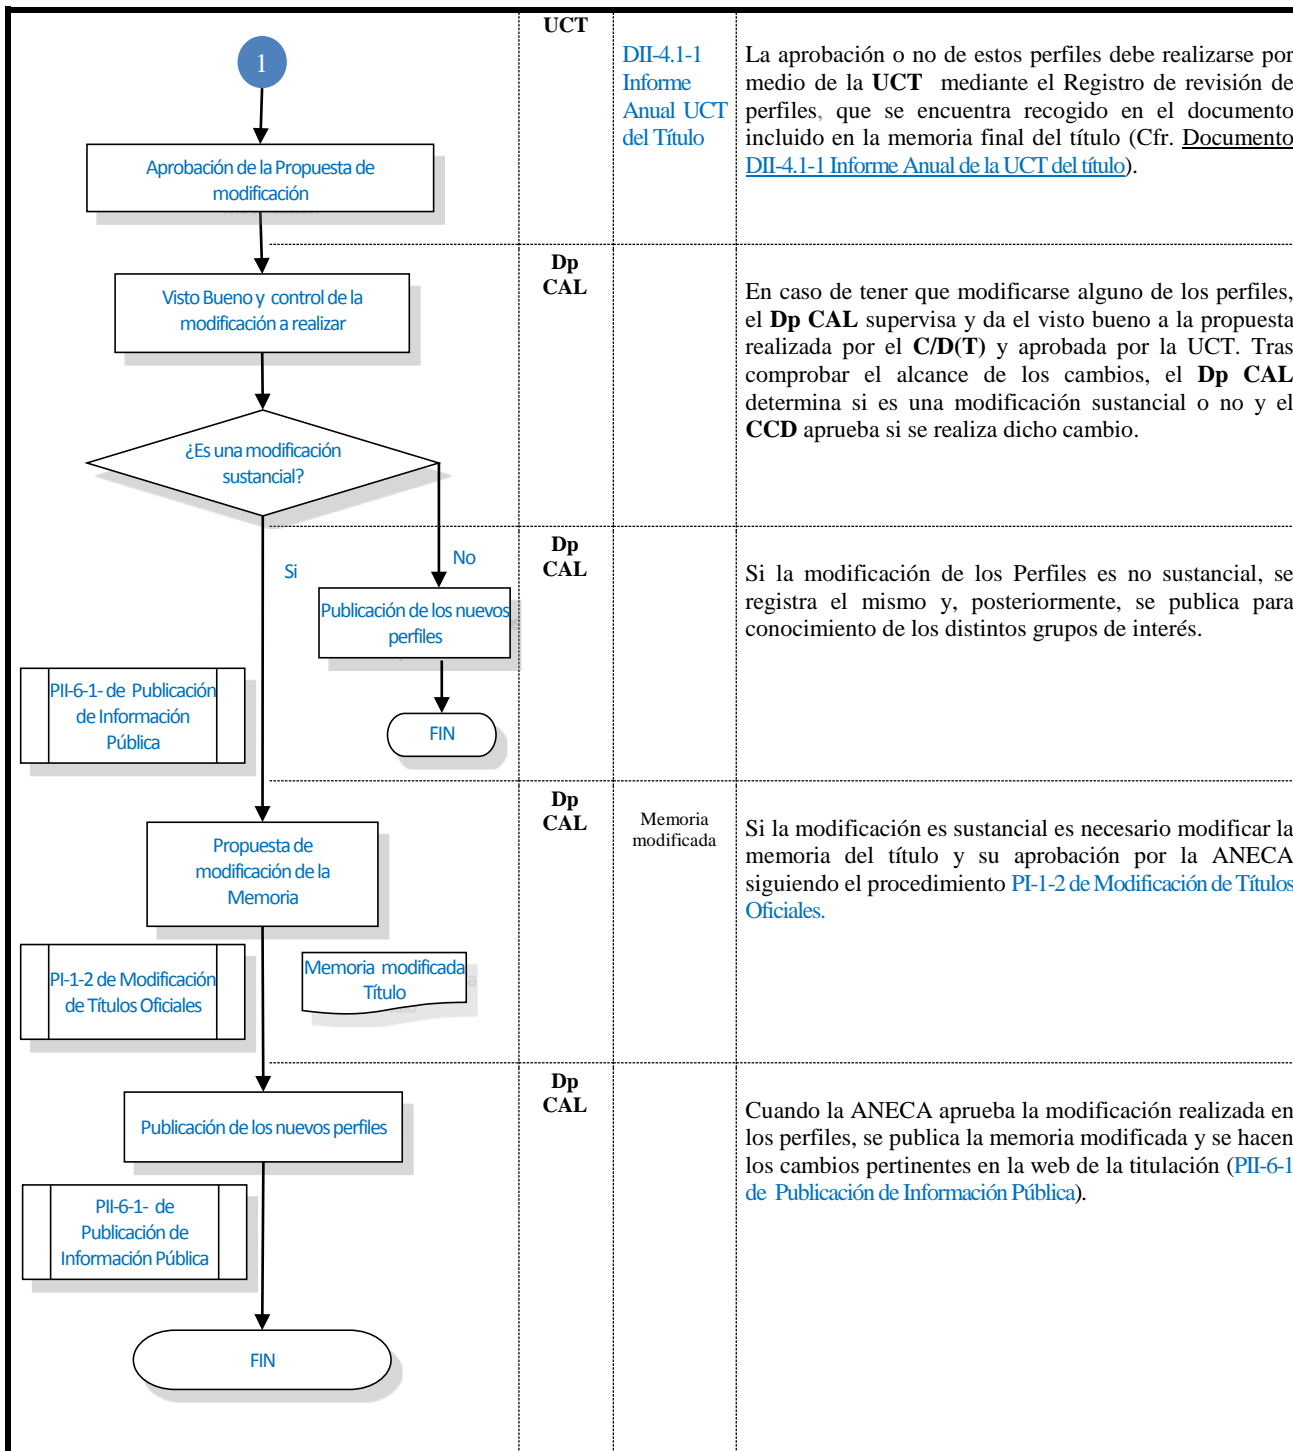 1
UCT
DII-4.1-1
Informe
Anual UCT
del Título
La aprobación o no de estos perfiles debe realizarse por
medio de la UCT mediante el Registro de revisión de
perfiles, que se encuentra recogido en el documento
incluido en la memoria final del título (Cfr. Documento
DII-4.1-1 Informe Anual de la UCT del título).
Aprobación de la Propuesta de
modificación
Visto Bueno y control de la
modificación a realizar
Dp
CAL
En caso de tener que modificarse alguno de los perfiles,
el Dp CAL supervisa y da el visto bueno a la propuesta
realizada por el C/D(T) y aprobada por la UCT. Tras
comprobar el alcance de los cambios, el Dp CAL
determina si es una modificación sustancial o no y el
CCD aprueba si se realiza dicho cambio.
¿Es una modificación
sustancial?
Si
No
Dp
CAL
Si la modificación de los Perfiles es no sustancial, se
registra el mismo y, posteriormente, se publica para
conocimiento de los distintos grupos de interés.
Publicación de los nuevos
perfiles
PII-6-1- de Publicación
de Información
Pública
FIN
Propuesta de
modificación de la
Memoria
Dp
CAL
Memoria
modificada
Si la modificación es sustancial es necesario modificar la
memoria del título y su aprobación por la ANECA
siguiendo el procedimiento PI-1-2 de Modificación de Títulos
Oficiales.
PI-1-2 de Modificación
de Títulos Oficiales
Memoria modificada
Título
Publicación de los nuevos perfiles
Dp
CAL
Cuando la ANECA aprueba la modificación realizada en
los perfiles, se publica la memoria modificada y se hacen
los cambios pertinentes en la web de la titulación (PII-6-1
de Publicación de Información Pública).
PII-6-1- de
Publicación de
Información Pública
FIN